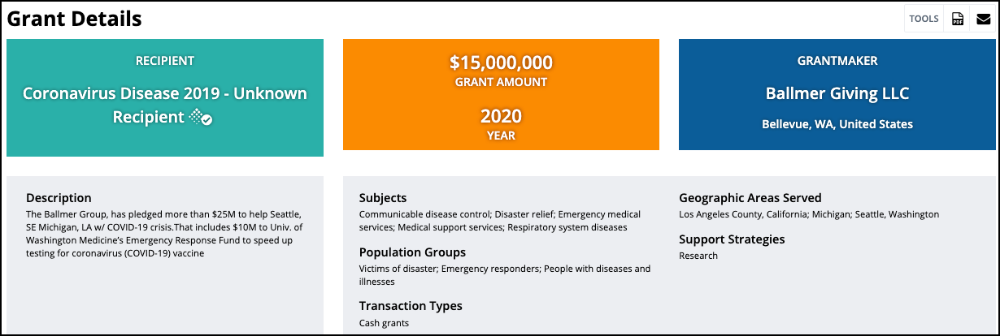 Grant Details
TOOLS
PDF
RECIPIENT
Coronavirus Disease 2019 - Unknown
Recipient
$15,000,000
GRANT AMOUNT
2020
YEAR
GRANTMAKER
Ballmer Giving LLC
Bellevue, WA, United States
Description
The Ballmer Group, has pledged more than $25M to help Seattle,
SE Michigan, LA w/ COVID-19 crisis.That includes $10M to Univ. of
Washington Medicine's Emergency Response Fund to speed up
testing for coronavirus (COVID-19) vaccine
Subjects
Communicable disease control; Disaster relief; Emergency medical
services; Medical support services; Respiratory system diseases
Population Groups
Victims of disaster; Emergency responders; People with diseases and
illnesses
Transaction Types
Cash grants
Geographic Areas Served
Los Angeles County, California; Michigan; Seattle, Washington
Support Strategies
Research